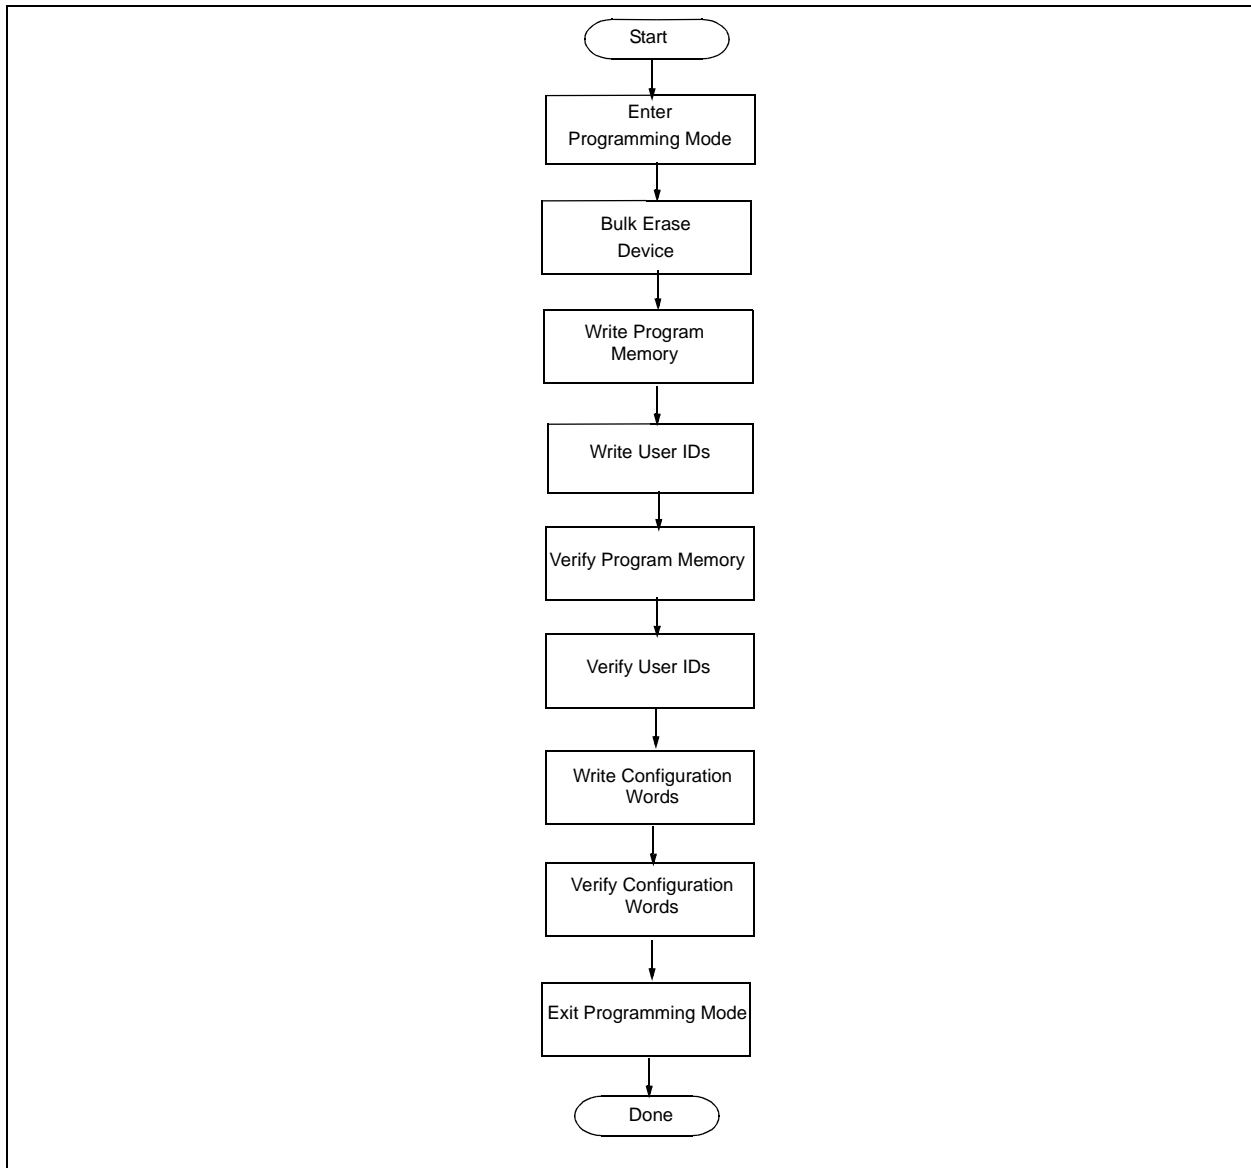 Start
Enter
Programming Mode
Bulk Erase
Device
Write Program
Memory
Write User IDs
Verify Program Memory
Verify User IDs
Write Configuration
Words
Verify Configuration
Words
Exit Programming Mode
Done